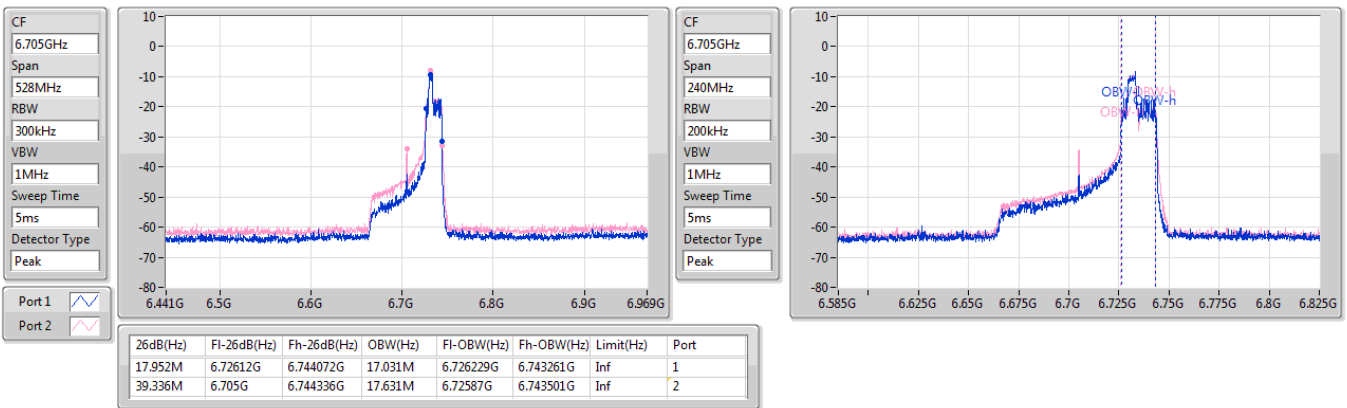 CF
6.705GHz
Span
528MHz
RBW
300kHz
VBW
1MHz
Sweep Time
5ms
Detector Type
Peak
Port 1
Port 2
10
0
-10
-20
-30
-40
-50
-60
-70
-80
6.441G 6.5G 6.6G 6.7G 6.8G 6.9G 6.969G
CF
6.705GHz
Span
240MHz
RBW
200kHz
VBW
1MHz
Sweep Time
5ms
Detector Type
Peak
10
0
-10
-20
-30
-40
-50
-60
-70
-80
OBW-h
OBW-h
6.585G 6.625G 6.65G 6.675G 6.7G 6.725G 6.75G 6.775G 6.8G 6.825G
26dB(Hz) Fl-26dB(Hz) Fh-26dB(Hz) OBW(Hz) Fl-OBW(Hz) Fh-OBW(Hz) Limit(Hz) Port
17.952M 6.72612G 6.744072G 17.031M 6.726229G 6.743261G Inf 1
39.336M 6.705G 6.744336G 17.631M 6.72587G 6.743501G Inf 2